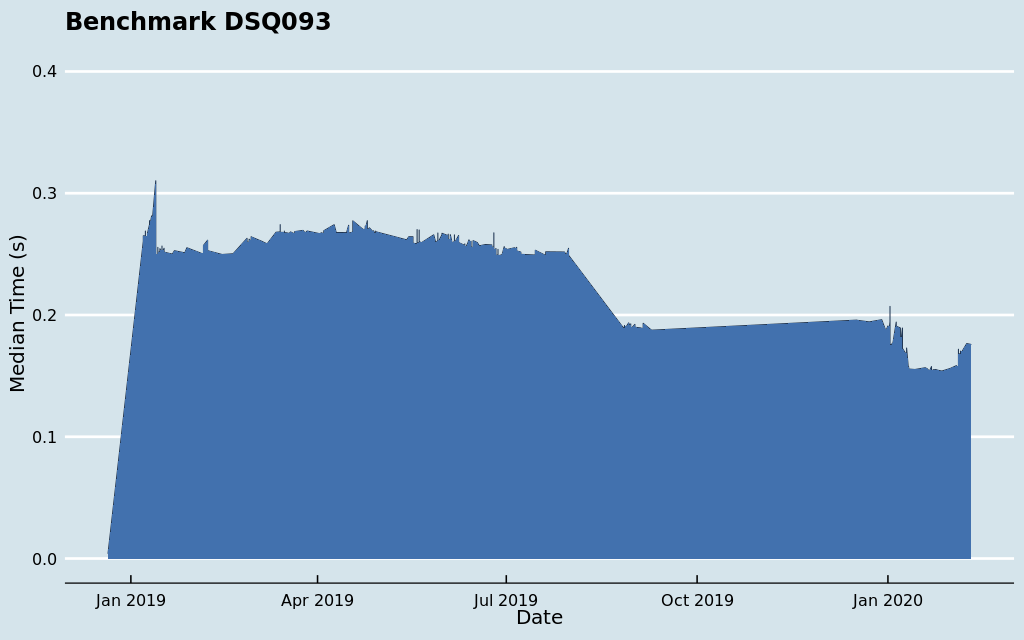 Benchmark DSQ093
Median Time (s)
0.4
0.3
0.2
0.1
0.0
Jan 2019
Apr 2019
Jul 2019
Oct 2019
Jan 2020
Date